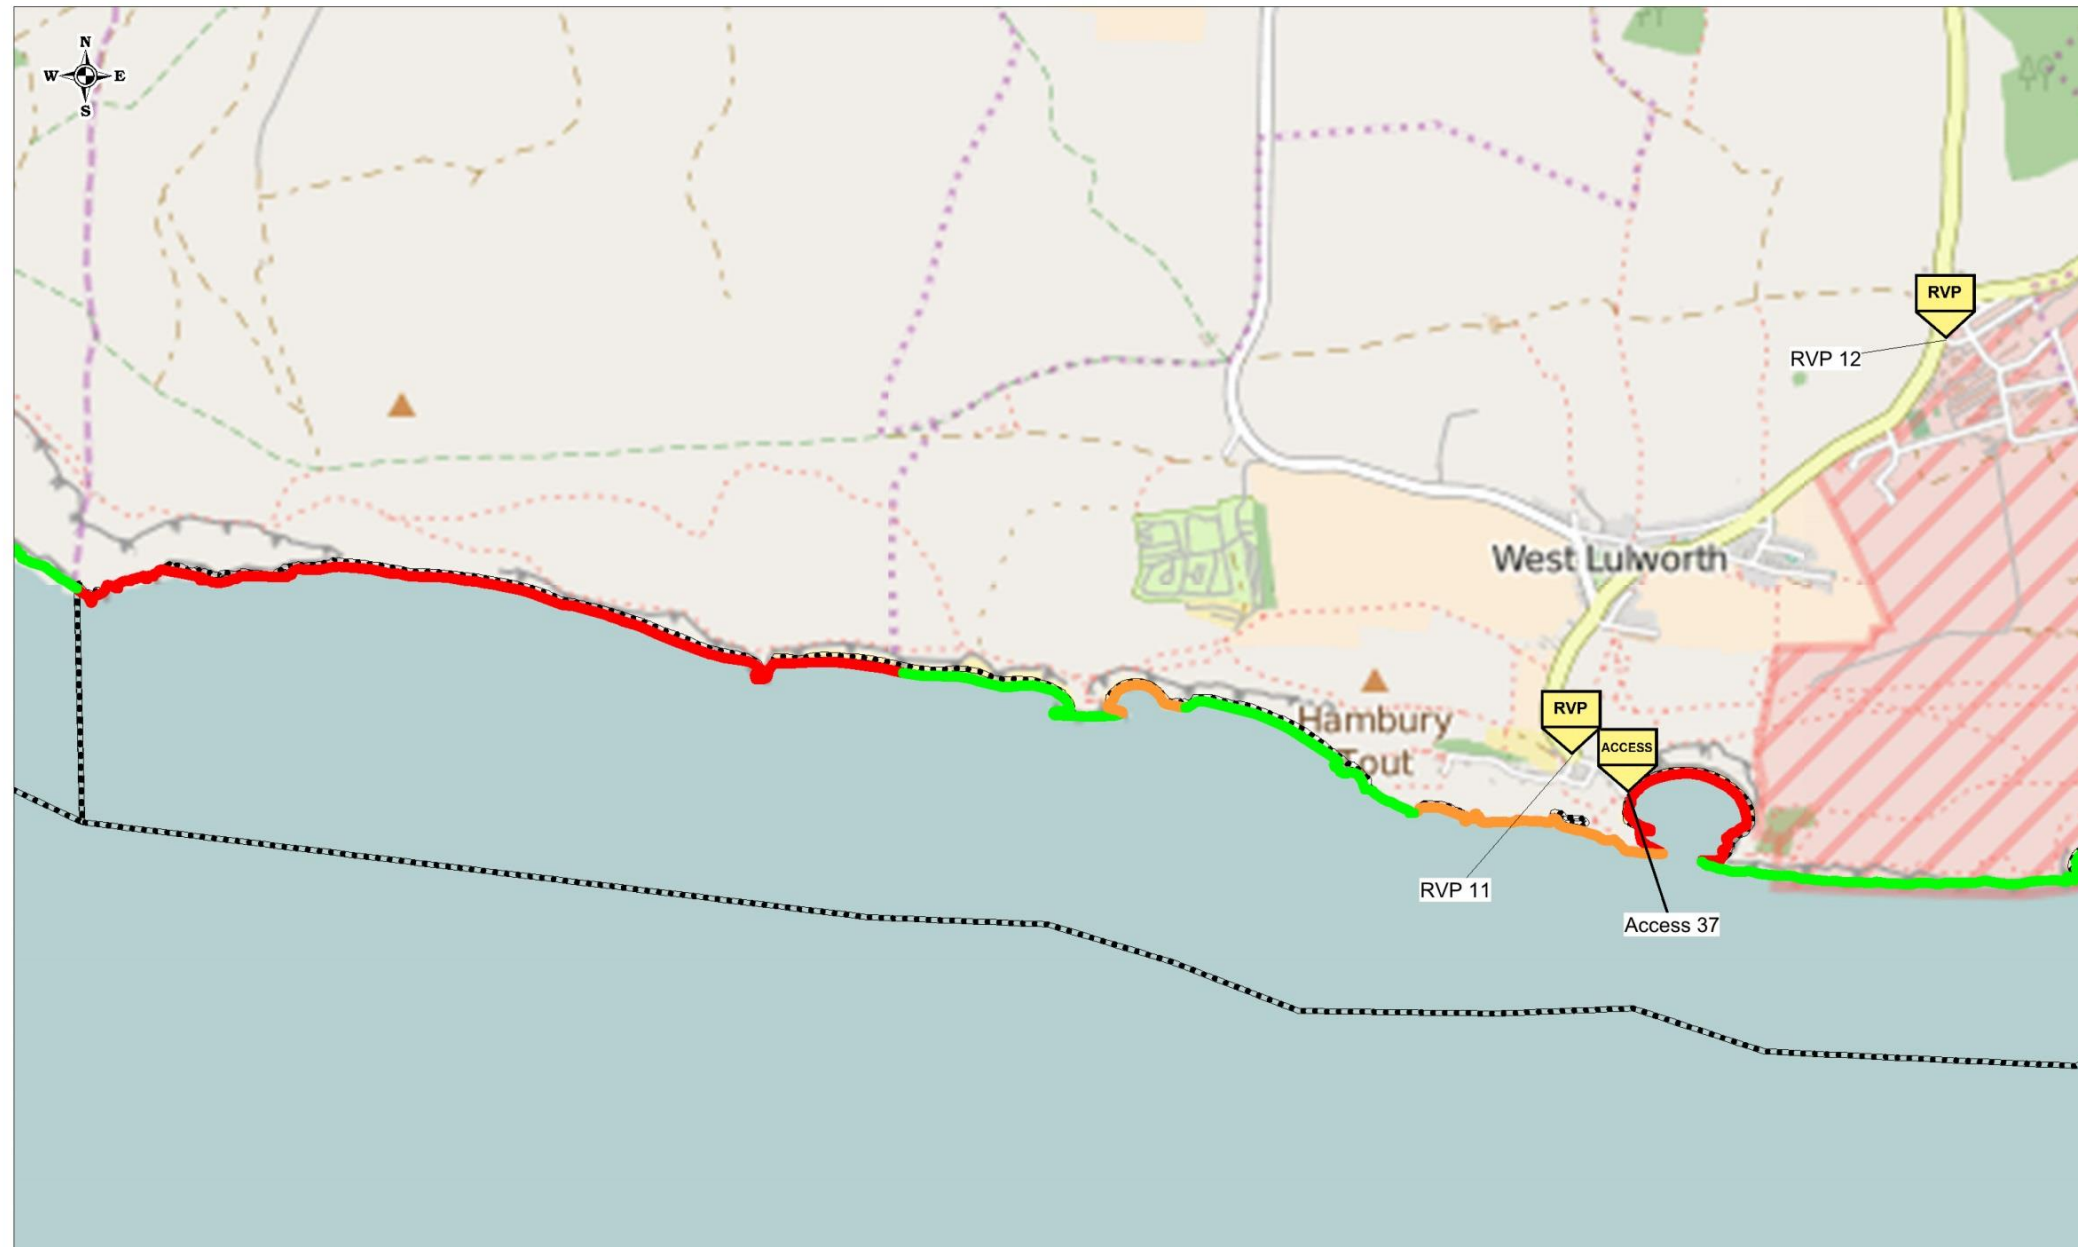 N
W E
S
RVP
RVP 12
West Lulworth
RVP
Hambury
Tout
ACCESS
RVP 11
Access 37